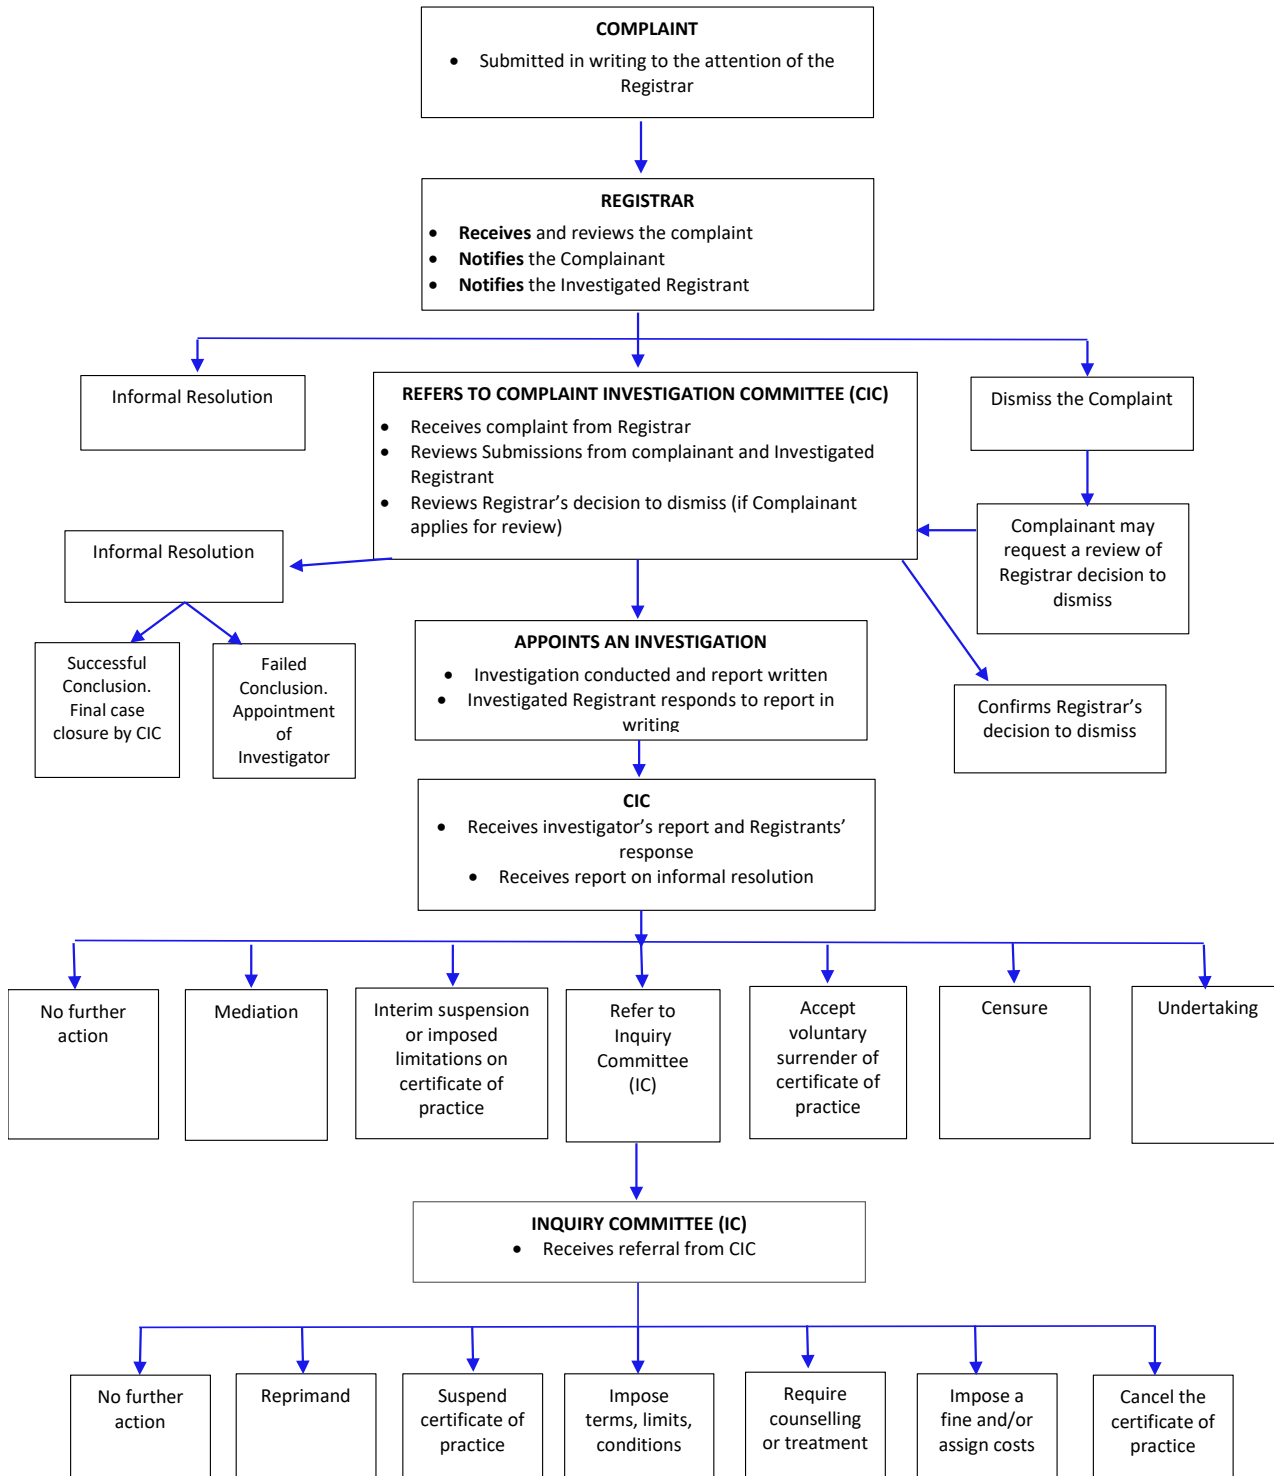 COMPLAINT
• Submitted in writing to the attention of the
Registrar
REGISTRAR
• Receives and reviews the complaint
• Notifies the Complainant
• Notifies the Investigated Registrant
Informal Resolution
REFERS TO COMPLAINT INVESTIGATION COMMITTEE (CIC)
• Receives complaint from Registrar
• Reviews Submissions from complainant and Investigated
Registrant
• Reviews Registrar’s decision to dismiss (if Complainant
applies for review)
Dismiss the Complaint
Complainant may
request a review of
Registrar decision to
dismiss
Informal Resolution
Successful
Conclusion.
Final case
closure by CIC
Failed
Conclusion.
Appointment
of
Investigator
APPOINTS AN INVESTIGATION
• Investigation conducted and report written
• Investigated Registrant responds to report in
writing
Confirms Registrar’s
decision to dismiss
CIC
• Receives investigator’s report and Registrants’
response
• Receives report on informal resolution
No further
action
Mediation
Interim suspension
or imposed
limitations on
certificate of
practice
Refer to
Inquiry
Committee
(IC)
Accept
voluntary
surrender of
certificate of
practice
Censure
Undertaking
INQUIRY COMMITTEE (IC)
• Receives referral from CIC
No further
action
Reprimand
Suspend
certificate of
practice
Impose
terms, limits,
conditions
Require
counselling
or treatment
Impose a
fine and/or
assign costs
Cancel the
certificate of
practice